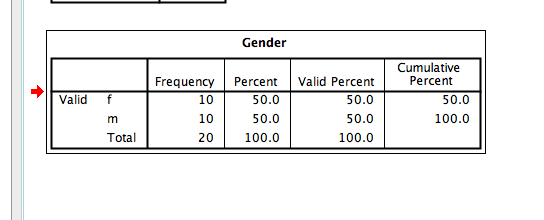 Gender
Frequency Percent Valid Percent Cumulative Percent
Valid f 10 50.0 50.0 50.0
m 10 50.0 50.0 100.0
Total 20 100.0 100.0